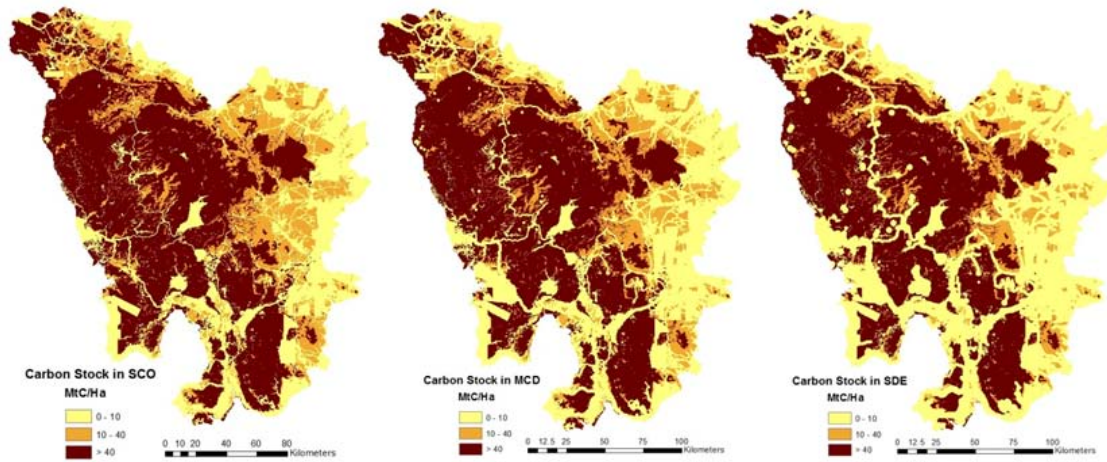 Carbon Stock in SCO
MtC/Ha
0 - 10
10 - 40
> 40
0 10 20 40 60 80
Kilometers
Carbon Stock in MCD
MtC/Ha
0 - 10
10 - 40
> 40
0 12.5 25 50 75 100
Kilometers
Carbon Stock in SDE
MtC/Ha
0 - 10
10 - 40
> 40
0 12.5 25 50 75 100
Kilometers